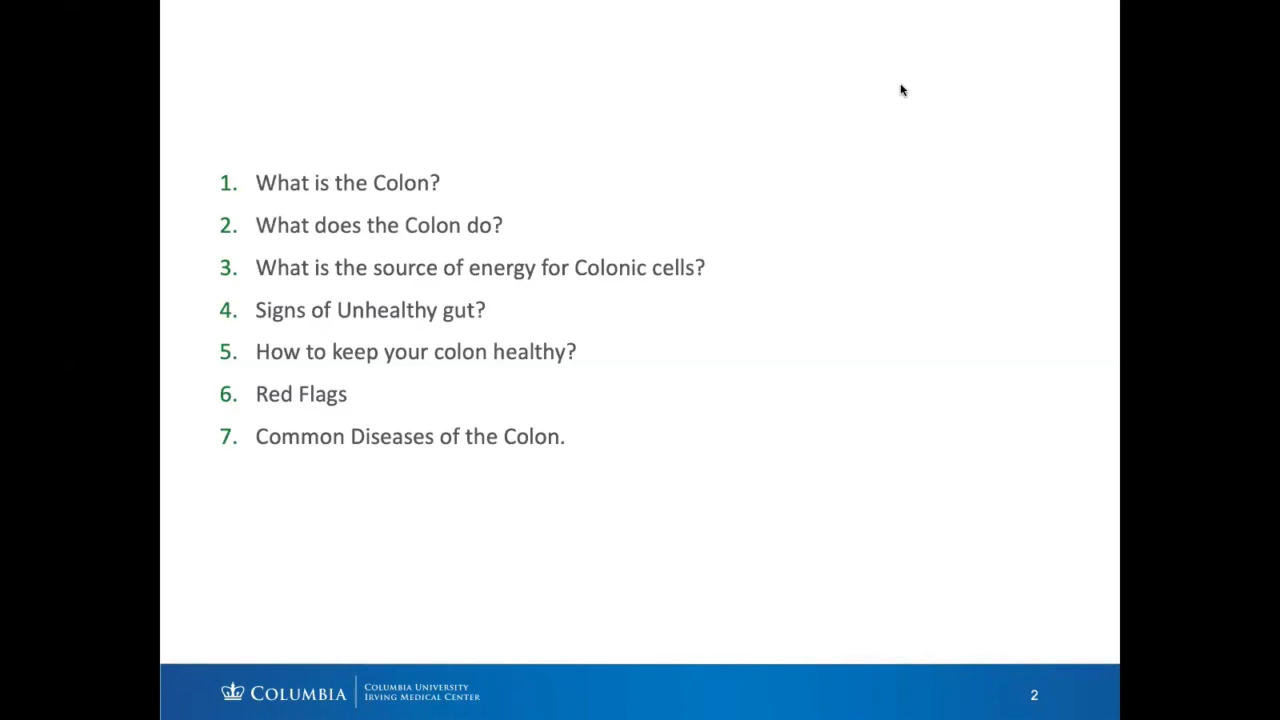 1. What is the Colon?
2. What does the Colon do?
3. What is the source of energy for Colonic cells?
4. Signs of Unhealthy gut?
5. How to keep your colon healthy?
6. Red Flags
7. Common Diseases of the Colon.
COLUMBIA
COLUMBIA UNIVERSITY
IRVING MEDICAL CENTER
2